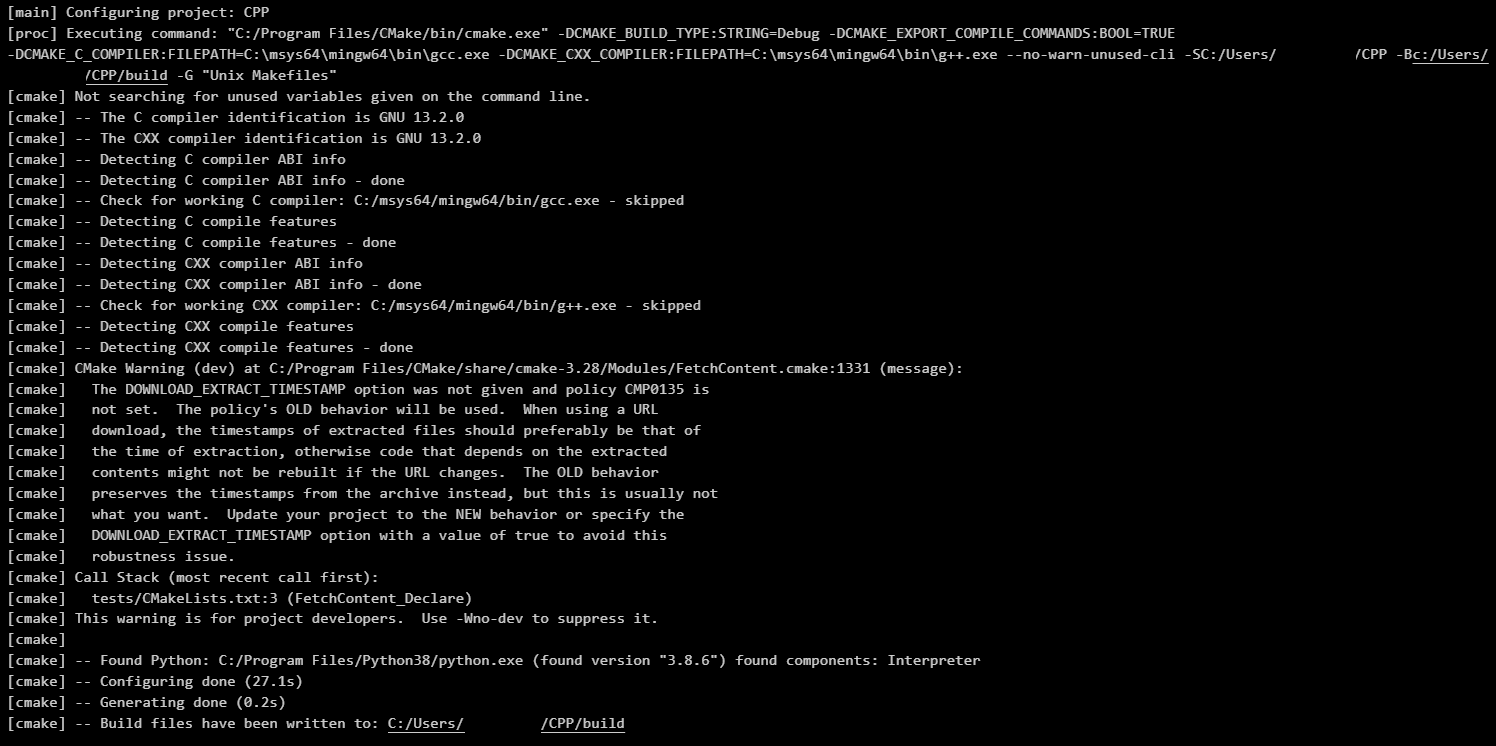 [main] Configuring project: CPP
[proc] Executing command: "C:/Program Files/CMake/bin/cmake.exe" -DCMAKE_BUILD_TYPE:STRING=Debug -DCMAKE_EXPORT_COMPILE_COMMANDS:BOOL=TRUE
-DCMAKE_C_COMPILER:FILEPATH=C:\msys64\mingw64\bin\gcc.exe -DCMAKE_CXX_COMPILER:FILEPATH=C:\msys64\mingw64\bin\g++.exe --no-warn-unused-cli -SC:/Users/ /CPP -Bc:/Users/
/CPP/build -G "Unix Makefiles"
[cmake] Not searching for unused variables given on the command line.
[cmake] -- The C compiler identification is GNU 13.2.0
[cmake] -- The CXX compiler identification is GNU 13.2.0
[cmake] -- Detecting C compiler ABI info
[cmake] -- Detecting C compiler ABI info - done
[cmake] -- Check for working C compiler: C:/msys64/mingw64/bin/gcc.exe - skipped
[cmake] -- Detecting C compile features
[cmake] -- Detecting C compile features - done
[cmake] -- Detecting CXX compiler ABI info
[cmake] -- Detecting CXX compiler ABI info - done
[cmake] -- Check for working CXX compiler: C:/msys64/mingw64/bin/g++.exe - skipped
[cmake] -- Detecting CXX compile features
[cmake] -- Detecting CXX compile features - done
[cmake] CMake Warning (dev) at C:/Program Files/CMake/share/cmake-3.28/Modules/FetchContent.cmake:1331 (message):
[cmake]   The DOWNLOAD_EXTRACT_TIMESTAMP option was not given and policy CMP0135 is
[cmake]   not set.  The policy's OLD behavior will be used.  When using a URL
[cmake]   download, the timestamps of extracted files should preferably be that of
[cmake]   the time of extraction, otherwise code that depends on the extracted
[cmake]   contents might not be rebuilt if the URL changes.  The OLD behavior
[cmake]   preserves the timestamps from the archive instead, but this is usually not
[cmake]   what you want.  Update your project to the NEW behavior or specify the
[cmake]   DOWNLOAD_EXTRACT_TIMESTAMP option with a value of true to avoid this
[cmake]   robustness issue.
[cmake] Call Stack (most recent call first):
[cmake]   tests/CMakeLists.txt:3 (FetchContent_Declare)
[cmake] This warning is for project developers.  Use -Wno-dev to suppress it.
[cmake]
[cmake] -- Found Python: C:/Program Files/Python38/python.exe (found version "3.8.6") found components: Interpreter
[cmake] -- Configuring done (27.1s)
[cmake] -- Generating done (0.2s)
[cmake] -- Build files have been written to: C:/Users/ /CPP/build